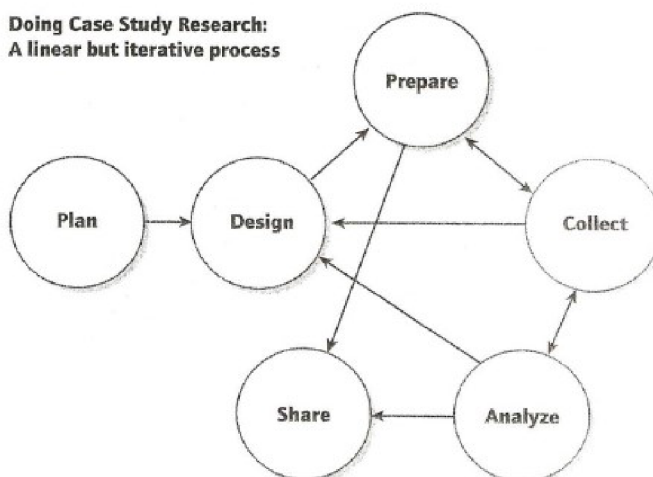 Doing Case Study Research:
A linear but iterative process
Prepare
Plan
Design
Collect
Share
Analyze